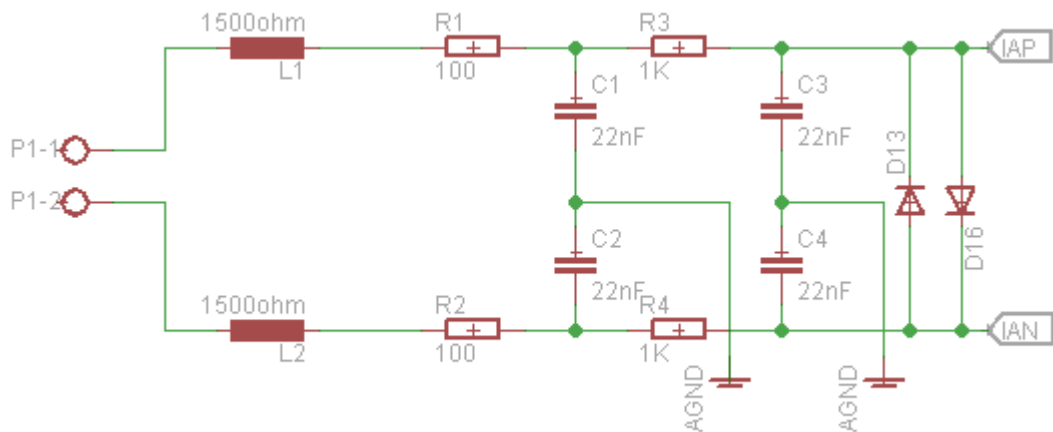 1500ohm
L1
R1
100
R3
1K
IAP
C1
22nF
C3
22nF
P1-1
P1-2
D13
D16
C2
22nF
C4
22nF
1500ohm
L2
R2
100
R4
1K
IAN
AGND
AGND